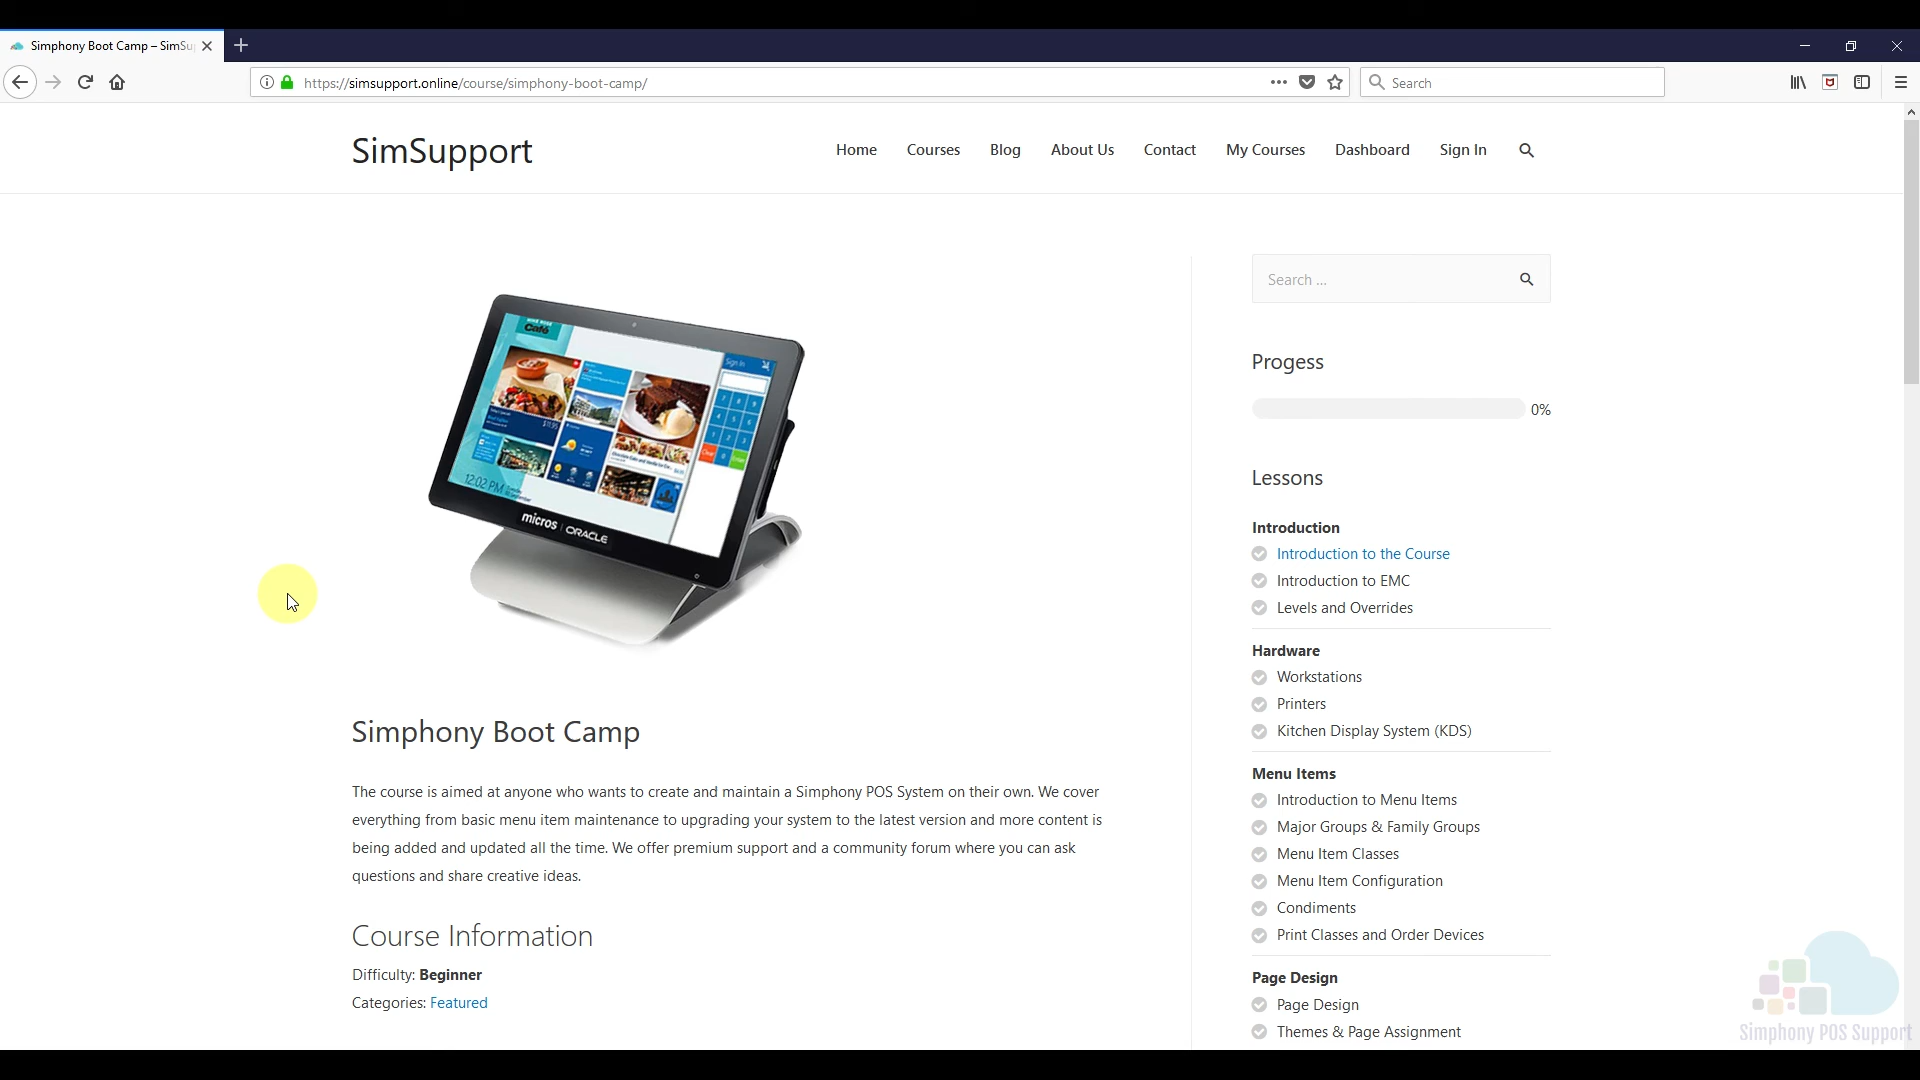 Simphony Boot Camp – SimSu
https://simsupport.online/course/simphony-boot-camp/
Search
SimSupport
Home Courses Blog About Us Contact My Courses Dashboard Sign In
Search ...
Progess
0%
Lessons
Introduction
Introduction to the Course
Introduction to EMC
Levels and Overrides
Hardware
Workstations
Printers
Kitchen Display System (KDS)
Menu Items
Introduction to Menu Items
Major Groups & Family Groups
Menu Item Classes
Menu Item Configuration
Condiments
Print Classes and Order Devices
Page Design
Page Design
Themes & Page Assignment
Café
Sign In
$11.95
12:02 PM
micros | ORACLE
Simphony Boot Camp
The course is aimed at anyone who wants to create and maintain a Simphony POS System on their own. We cover
everything from basic menu item maintenance to upgrading your system to the latest version and more content is
being added and updated all the time. We offer premium support and a community forum where you can ask
questions and share creative ideas.
Course Information
Difficulty: Beginner
Categories: Featured
Simphony POS Support